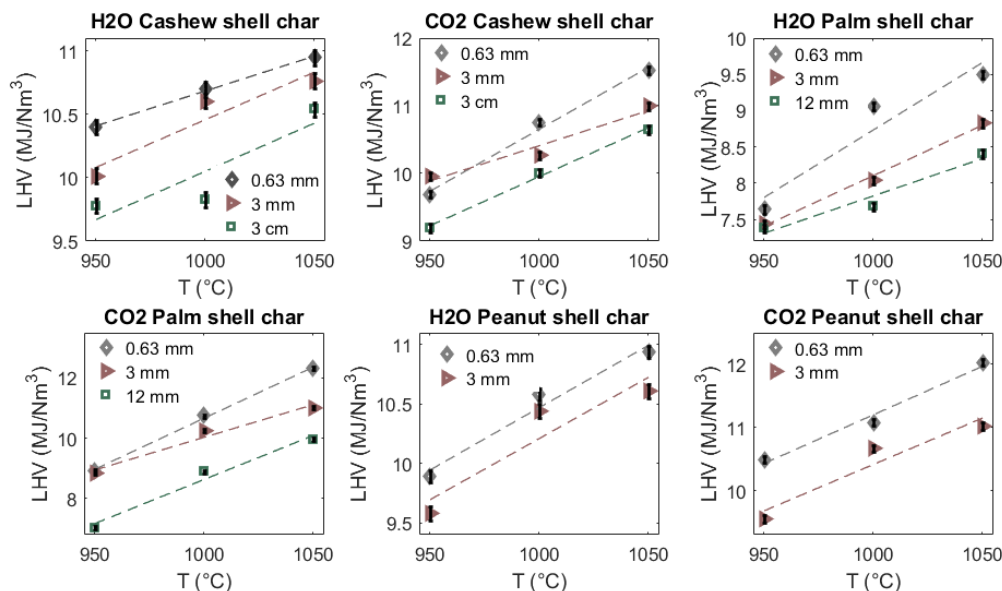 H2O Cashew shell char
LHV (MJ/Nm³)
11
10.5
10
9.5
0.63 mm
3 mm
3 cm
950
1000
1050
T (°C)
CO2 Cashew shell char
LHV (MJ/Nm³)
12
11
10
9
0.63 mm
3 mm
3 cm
950
1000
1050
T (°C)
H2O Palm shell char
LHV (MJ/Nm³)
10
9.5
9
8.5
8
7.5
0.63 mm
3 mm
12 mm
950
1000
1050
T (°C)
CO2 Palm shell char
LHV (MJ/Nm³)
12
10
8
0.63 mm
3 mm
12 mm
950
1000
1050
T (°C)
H2O Peanut shell char
LHV (MJ/Nm³)
11
10.5
10
9.5
0.63 mm
3 mm
950
1000
1050
T (°C)
CO2 Peanut shell char
LHV (MJ/Nm³)
12
11
10
0.63 mm
3 mm
950
1000
1050
T (°C)